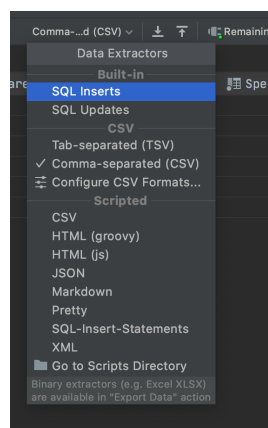 Comma-...d (CSV)
Remainin
Data Extractors
Built-in
are
SQL Inserts
Spe
SQL Updates
CSV
Tab-separated (TSV)
Comma-separated (CSV)
Configure CSV Formats...
Scripted
CSV
HTML (groovy)
HTML (js)
JSON
Markdown
Pretty
SQL-Insert-Statements
XML
Go to Scripts Directory
Binary extractors (e.g. Excel XLSX)
are available in "Export Data" action